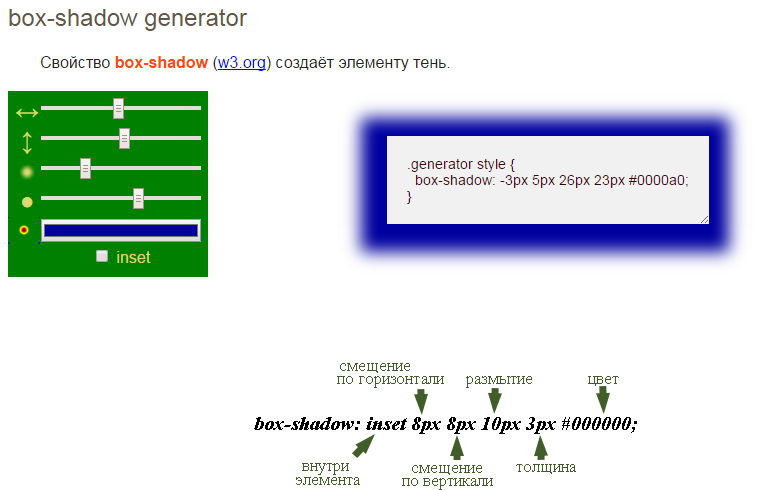 box-shadow generator
Свойство box-shadow (w3.org) создаёт элементу тень.
inset
.generator style {
box-shadow: -3px 5px 26px 23px #0000a0;
}
смещение
по горизонтали
размытие
цвет
box-shadow: inset 8px 8px 10px 3px #000000;
внутри
элемента
смещение
по вертикали
толщина